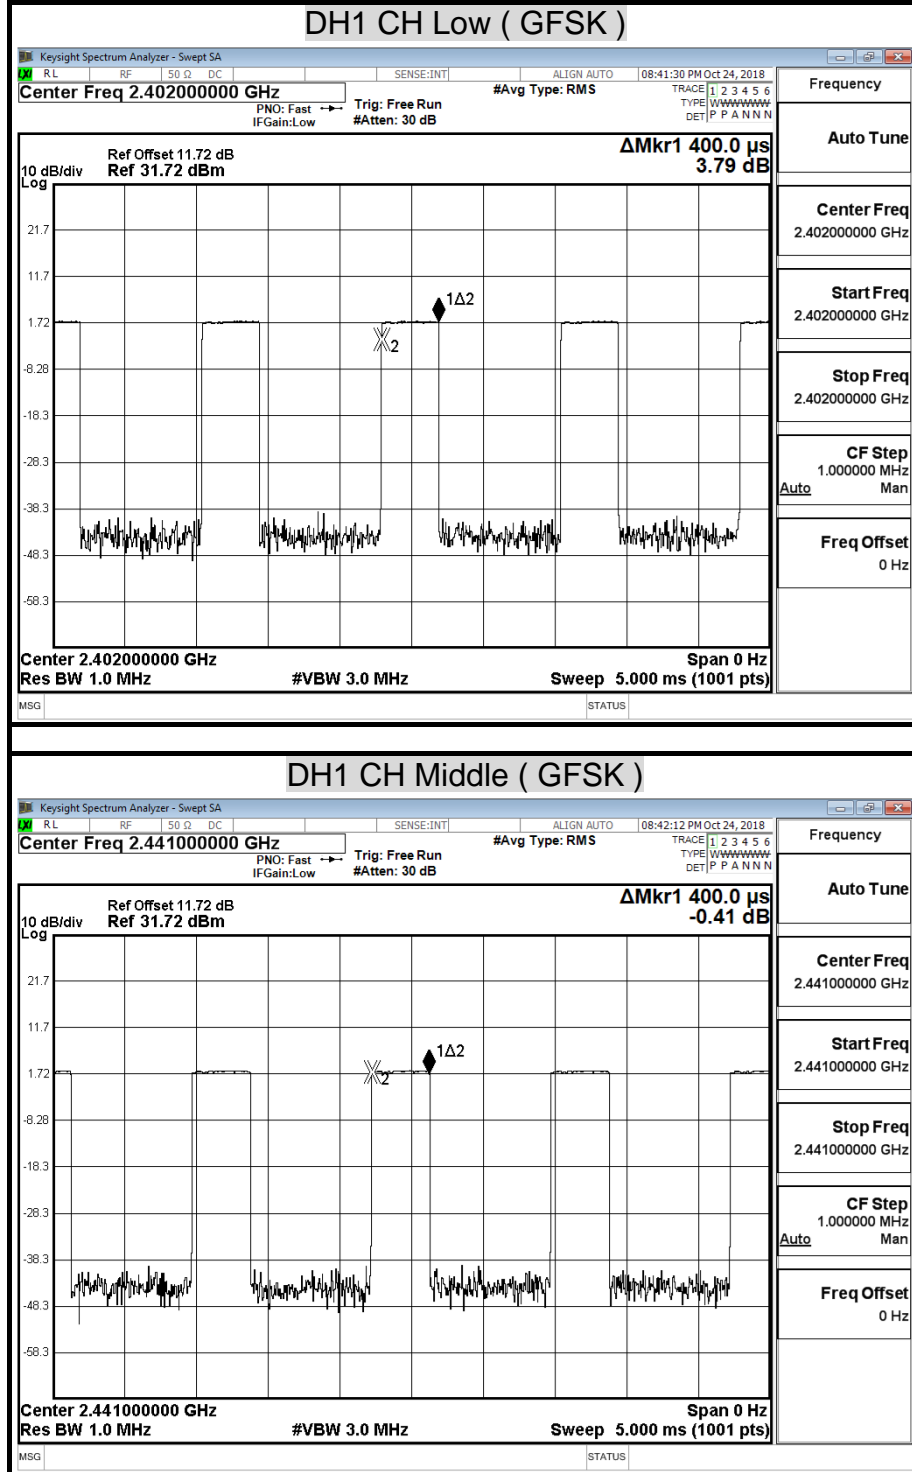 DH1 CH Low ( GFSK )
Keysight Spectrum Analyzer - Swept SA
LXI RL RF 50 Ω DC SENSE:INT ALIGN AUTO 08:41:30 PM Oct 24, 2018
Center Freq 2.402000000 GHz #Avg Type: RMS TRACE 1 2 3 4 5 6
PNO: Fast Trig: Free Run TYPE WWWWWW
IFGain:Low #Atten: 30 dB DET P P A N N N
Frequency
Auto Tune
ΔMkr1 400.0 µs
3.79 dB
Ref Offset 11.72 dB
10 dB/div Ref 31.72 dBm
Log
21.7
11.7
1.72
-8.28
-18.3
-28.3
-38.3
-48.3
-58.3
1Δ2
2
Center Freq
2.402000000 GHz
Start Freq
2.402000000 GHz
Stop Freq
2.402000000 GHz
CF Step
1.000000 MHz
Auto Man
Freq Offset
0 Hz
Center 2.402000000 GHz Span 0 Hz
Res BW 1.0 MHz #VBW 3.0 MHz Sweep 5.000 ms (1001 pts)
MSG STATUS
DH1 CH Middle ( GFSK )
Keysight Spectrum Analyzer - Swept SA
LXI RL RF 50 Ω DC SENSE:INT ALIGN AUTO 08:42:12 PM Oct 24, 2018
Center Freq 2.441000000 GHz #Avg Type: RMS TRACE 1 2 3 4 5 6
PNO: Fast Trig: Free Run TYPE WWWWWW
IFGain:Low #Atten: 30 dB DET P P A N N N
Frequency
Auto Tune
ΔMkr1 400.0 µs
-0.41 dB
Ref Offset 11.72 dB
10 dB/div Ref 31.72 dBm
Log
21.7
11.7
1.72
-8.28
-18.3
-28.3
-38.3
-48.3
-58.3
1Δ2
2
Center Freq
2.441000000 GHz
Start Freq
2.441000000 GHz
Stop Freq
2.441000000 GHz
CF Step
1.000000 MHz
Auto Man
Freq Offset
0 Hz
Center 2.441000000 GHz Span 0 Hz
Res BW 1.0 MHz #VBW 3.0 MHz Sweep 5.000 ms (1001 pts)
MSG STATUS